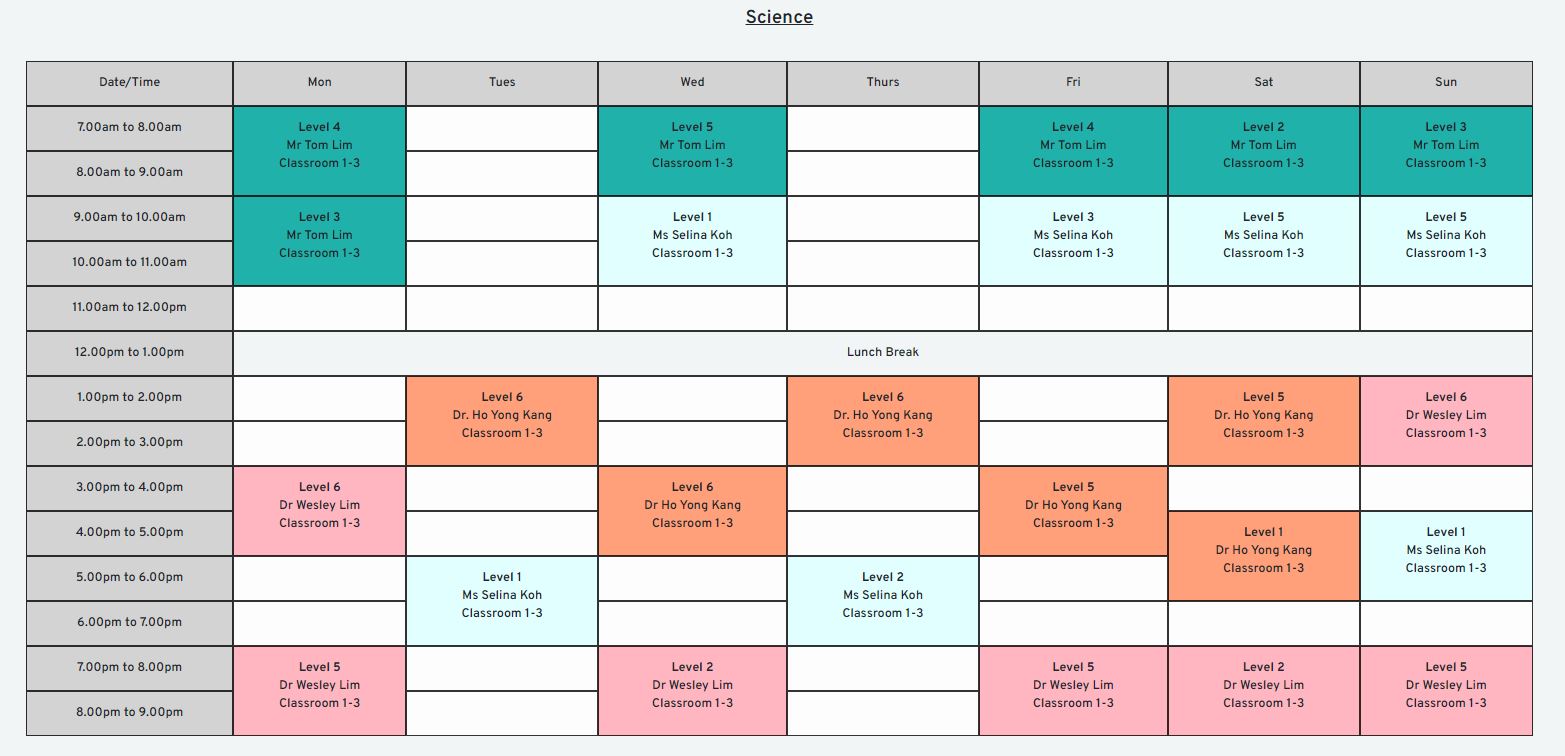 Science
Date/Time Mon Tues Wed Thurs Fri Sat Sun
7.00am to 8.00am
8.00am to 9.00am
Level 4
Mr Tom Lim
Classroom 1-3
Level 5
Mr Tom Lim
Classroom 1-3
Level 4
Mr Tom Lim
Classroom 1-3
Level 2
Mr Tom Lim
Classroom 1-3
Level 3
Mr Tom Lim
Classroom 1-3
9.00am to 10.00am
10.00am to 11.00am
Level 3
Mr Tom Lim
Classroom 1-3
Level 1
Ms Selina Koh
Classroom 1-3
Level 3
Ms Selina Koh
Classroom 1-3
Level 5
Ms Selina Koh
Classroom 1-3
Level 5
Ms Selina Koh
Classroom 1-3
11.00am to 12.00pm
12.00pm to 1.00pm
Lunch Break
1.00pm to 2.00pm
2.00pm to 3.00pm
Level 6
Dr. Ho Yong Kang
Classroom 1-3
Level 6
Dr. Ho Yong Kang
Classroom 1-3
Level 5
Dr. Ho Yong Kang
Classroom 1-3
Level 6
Dr Wesley Lim
Classroom 1-3
3.00pm to 4.00pm
4.00pm to 5.00pm
Level 6
Dr Wesley Lim
Classroom 1-3
Level 6
Dr Ho Yong Kang
Classroom 1-3
Level 5
Dr Ho Yong Kang
Classroom 1-3
Level 1
Dr Ho Yong Kang
Classroom 1-3
Level 1
Ms Selina Koh
Classroom 1-3
5.00pm to 6.00pm
6.00pm to 7.00pm
Level 1
Ms Selina Koh
Classroom 1-3
Level 2
Ms Selina Koh
Classroom 1-3
7.00pm to 8.00pm
8.00pm to 9.00pm
Level 5
Dr Wesley Lim
Classroom 1-3
Level 2
Dr Wesley Lim
Classroom 1-3
Level 5
Dr Wesley Lim
Classroom 1-3
Level 2
Dr Wesley Lim
Classroom 1-3
Level 5
Dr Wesley Lim
Classroom 1-3